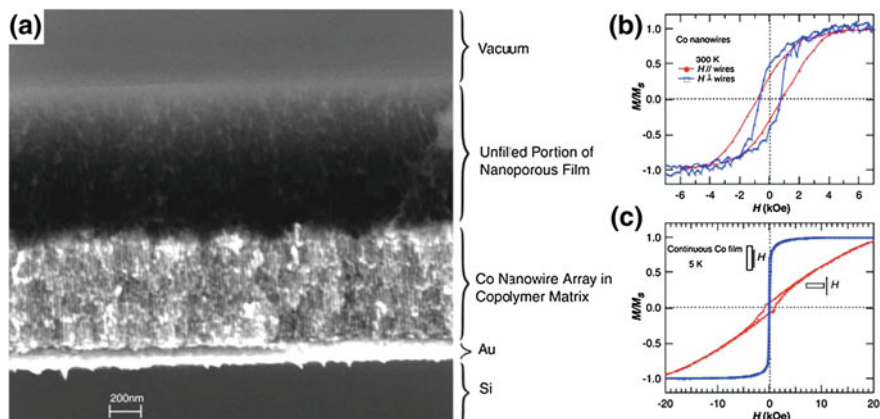 (a)
Vacuum
Unfilled Portion of
Nanoporous Film
Co Nanowire Array in
Copolymer Matrix
Au
Si
200nm
(b)
Co nanowires
300 K
H // wires
H ⊥ wires
M/Ms
1.0
0.5
0.0
-0.5
-1.0
-6 -4 -2 0 2 4 6
H (kOe)
(c)
Continuous Co film
5 K
H
H
M/Ms
1.0
0.5
0.0
-0.5
-1.0
-20 -10 0 10 20
H (kOe)